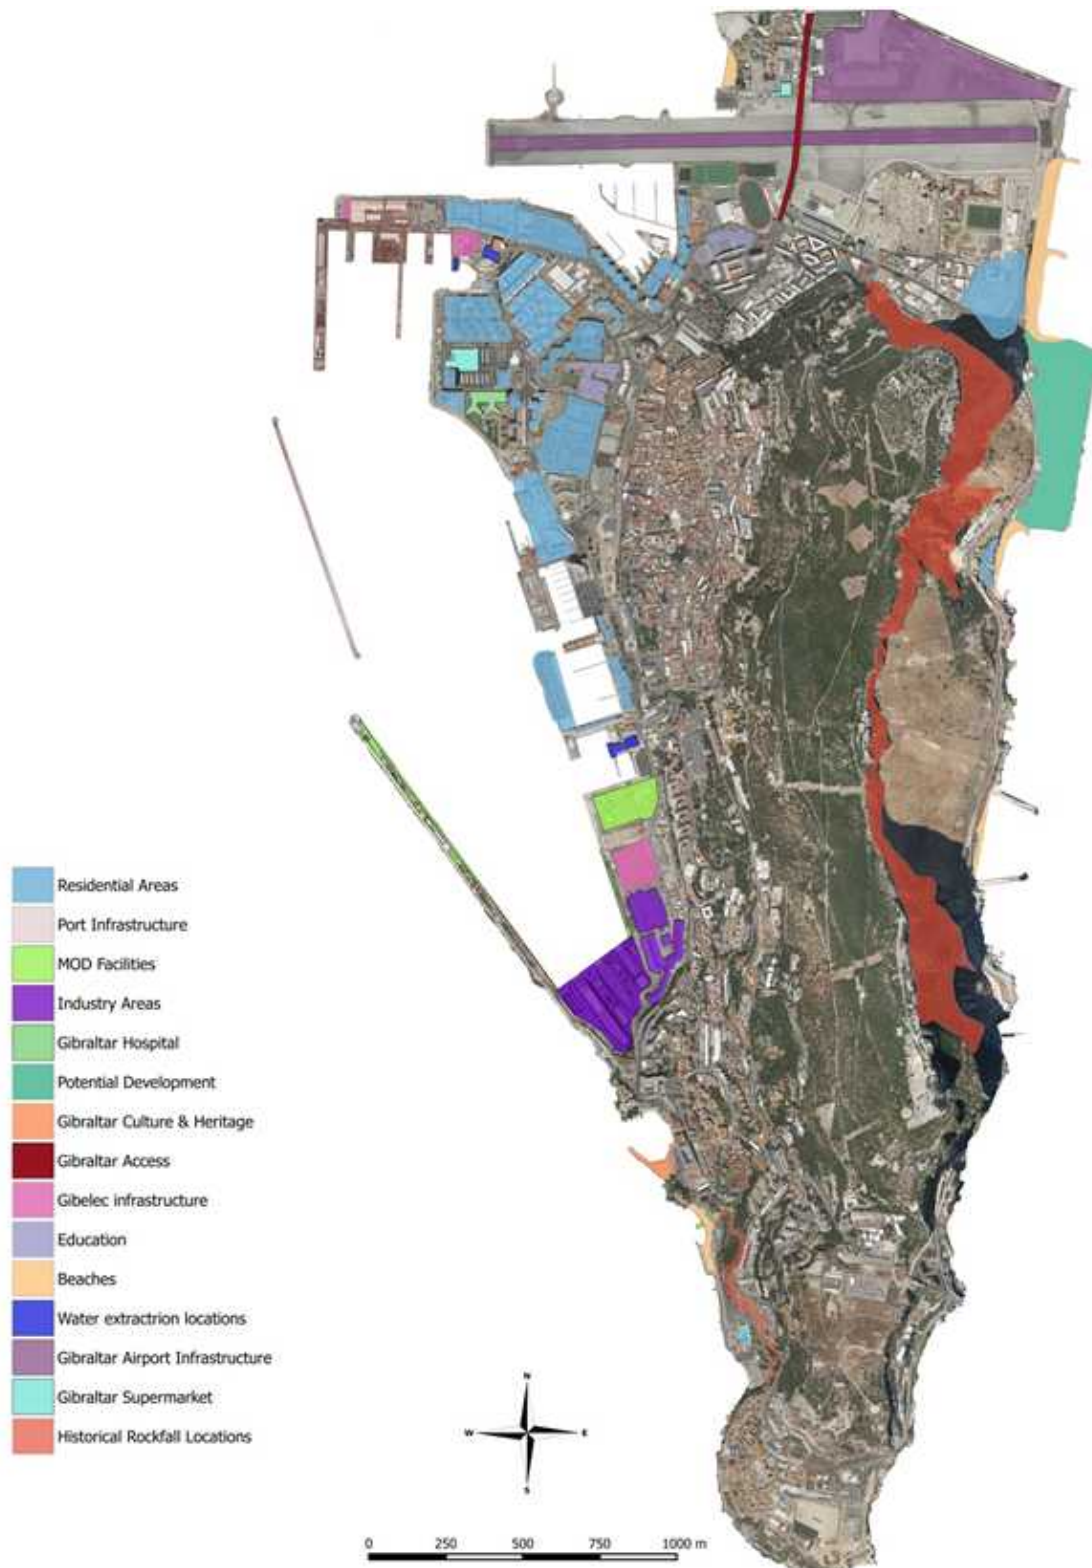 Residential Areas
Port Infrastructure
MOD Facilities
Industry Areas
Gibraltar Hospital
Potential Development
Gibraltar Culture & Heritage
Gibraltar Access
Gibelec infrastructure
Education
Beaches
Water extractrion locations
Gibraltar Airport Infrastructure
Gibraltar Supermarket
Historical Rockfall Locations
N
W E
S
0 250 500 750 1000 m